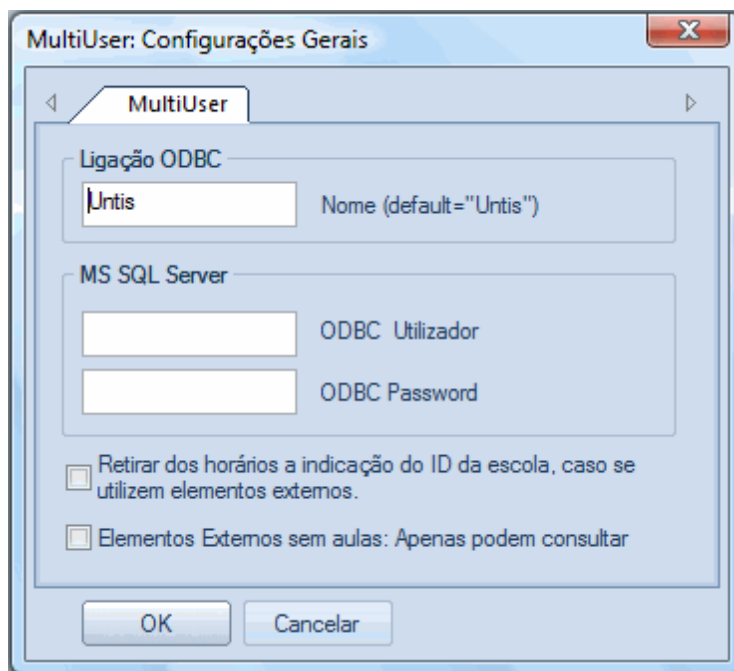 MultiUser: Configurações Gerais
MultiUser
Ligação ODBC
Untis
Nome (default="Untis")
MS SQL Server
ODBC Utilizador
ODBC Password
Retirar dos horários a indicação do ID da escola, caso se
utilizem elementos externos.
Elementos Externos sem aulas: Apenas podem consultar
OK
Cancelar